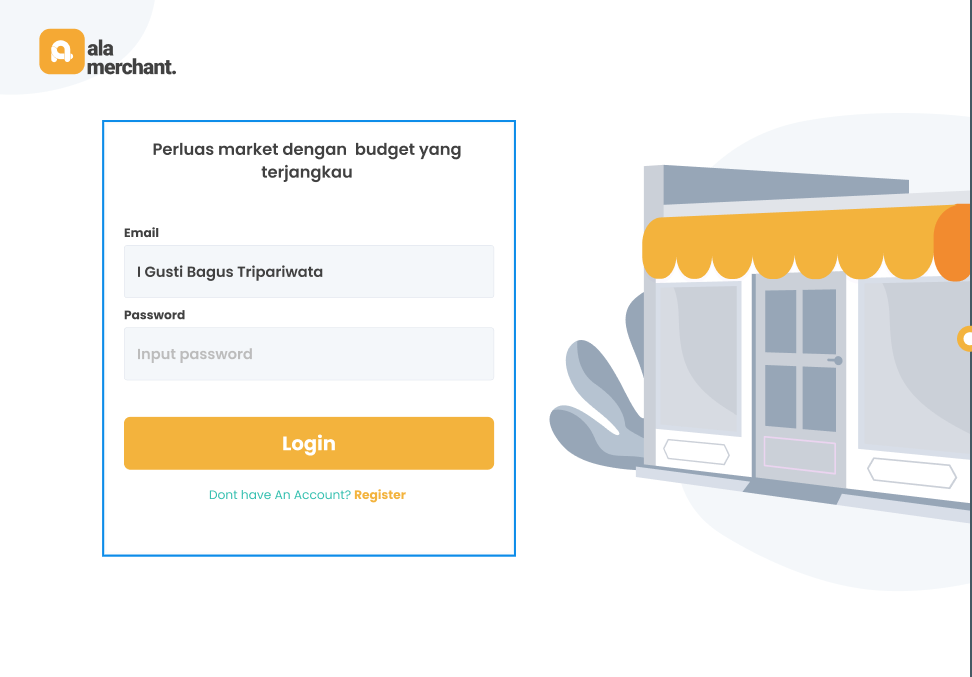 ala
merchant.
Perluas market dengan budget yang
terjangkau
Email
I Gusti Bagus Tripariwata
Password
Input password
Login
Dont have An Account? Register